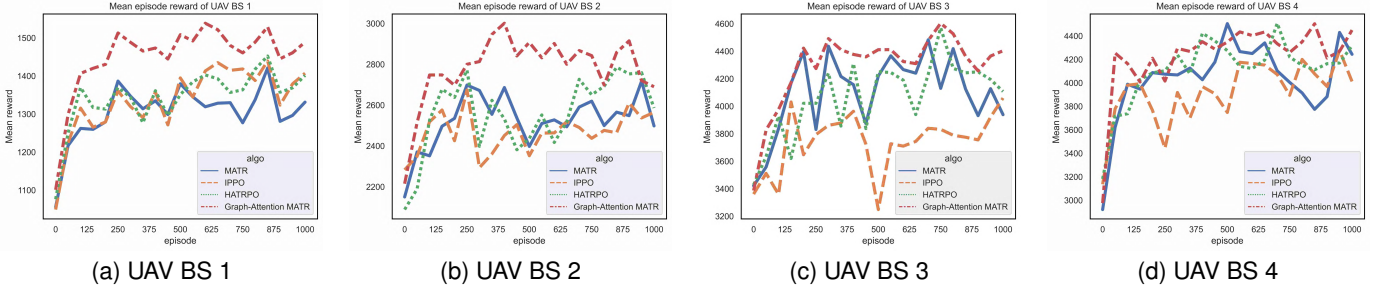 Mean episode reward of UAV BS 1
Mean reward
1500
1400
1300
1200
1100
0 125 250 375 500 625 750 875 1000
episode
algo
MATR
IPPO
HATRPO
Graph-Attention MATR
(a) UAV BS 1
Mean episode reward of UAV BS 2
Mean reward
3000
2800
2600
2400
2200
0 125 250 375 500 625 750 875 1000
episode
algo
MATR
IPPO
HATRPO
Graph-Attention MATR
(b) UAV BS 2
Mean episode reward of UAV BS 3
Mean reward
4600
4400
4200
4000
3800
3600
3400
3200
0 125 250 375 500 625 750 875 1000
episode
algo
MATR
IPPO
HATRPO
Graph-Attention MATR
(c) UAV BS 3
Mean episode reward of UAV BS 4
Mean reward
4400
4200
4000
3800
3600
3400
3200
3000
0 125 250 375 500 625 750 875 1000
episode
algo
MATR
IPPO
HATRPO
Graph-Attention MATR
(d) UAV BS 4